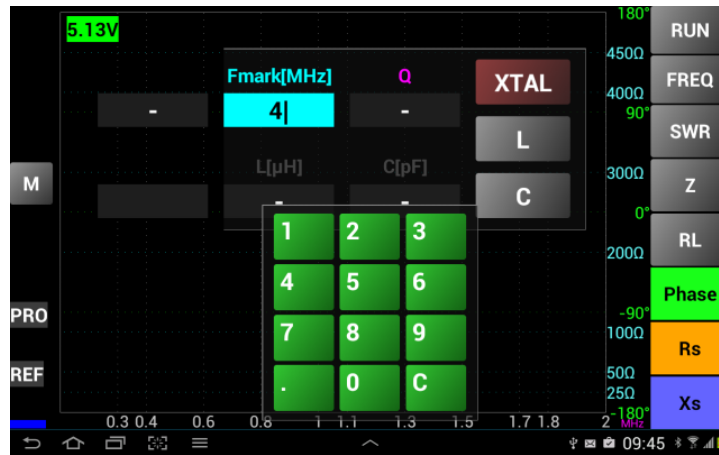 5.13V
180°
RUN
450Ω
Fmark[MHz] Q
XTAL
FREQ
400Ω
- 4 -
90°
L
SWR
L[µH] C[pF]
300Ω
M
C
Z
- -
0°
1 2 3
RL
200Ω
4 5 6
Phase
-90°
PRO
7 8 9
100Ω
Rs
REF
50Ω
. 0 C
25Ω
Xs
-180°
0.3 0.4 0.6 0.8 1 1.1 1.3 1.5 1.7 1.8 2 MHz
09:45